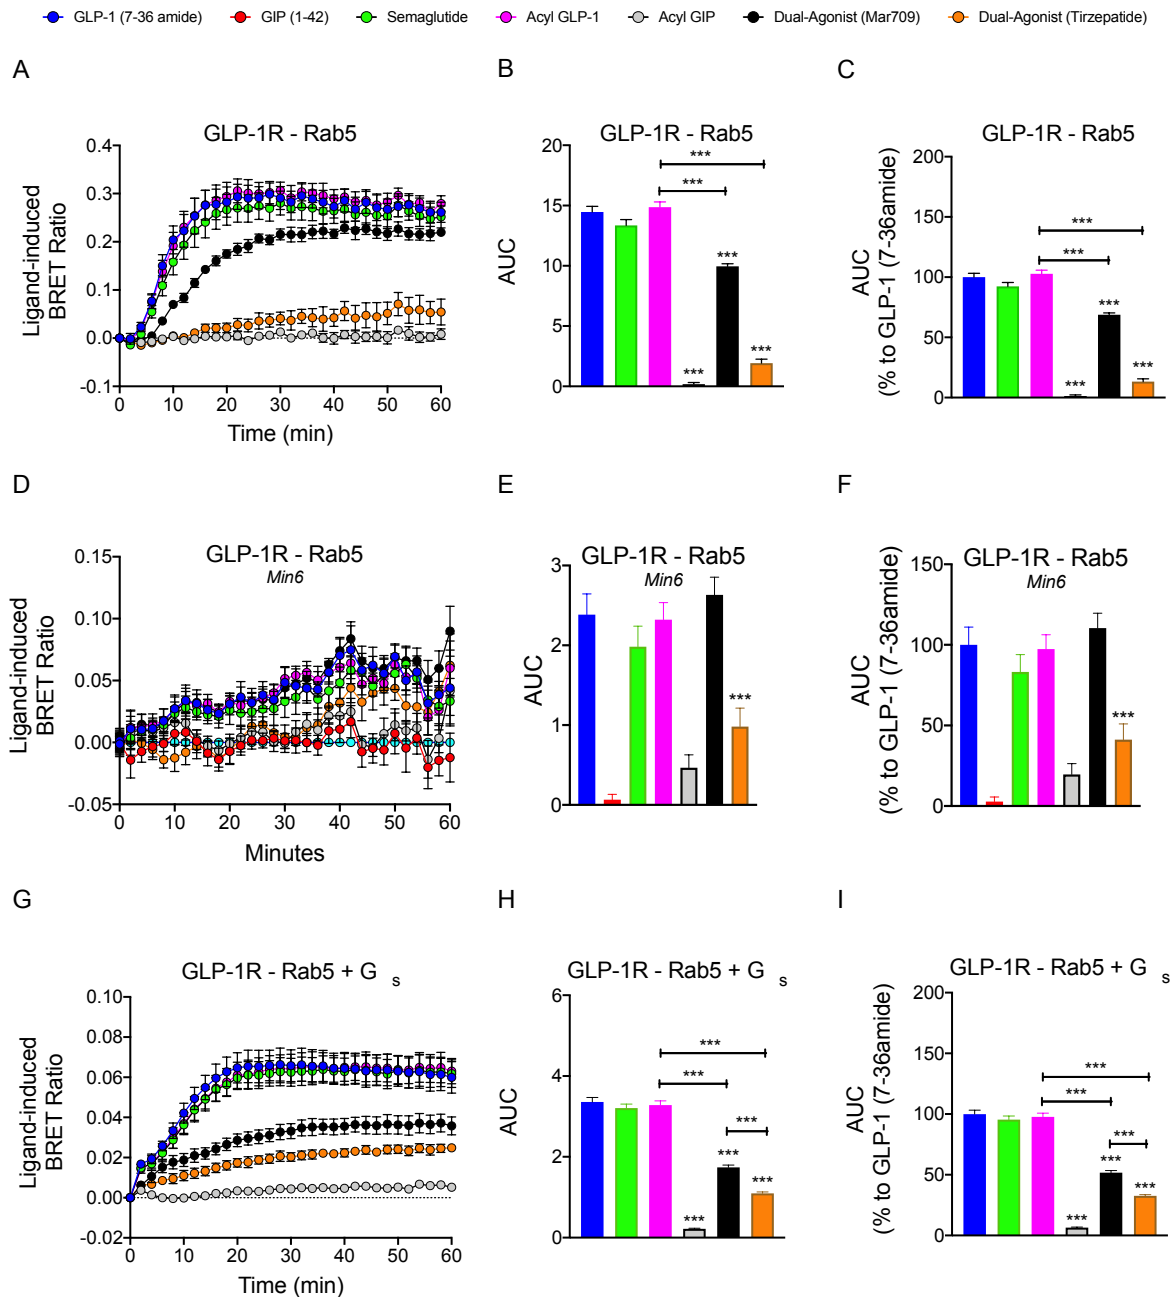 GLP-1 (7-36 amide) GIP (1-42) Semaglutide Acyl GLP-1 Acyl GIP Dual-Agonist (Mar709) Dual-Agonist (Tirzepatide)
A
GLP-1R - Rab5
Ligand-induced
BRET Ratio
0.4
0.3
0.2
0.1
0.0
-0.1
0 10 20 30 40 50 60
Time (min)
B
GLP-1R - Rab5
AUC
20
15
10
5
0
***
***
***
***
***
C
GLP-1R - Rab5
AUC
(% to GLP-1 (7-36amide)
200
150
100
50
0
***
***
***
***
***
D
GLP-1R - Rab5
Min6
Ligand-induced
BRET Ratio
0.15
0.10
0.05
0.00
-0.05
0 10 20 30 40 50 60
Minutes
E
GLP-1R - Rab5
Min6
AUC
3
2
1
0
***
F
GLP-1R - Rab5
Min6
AUC
(% to GLP-1 (7-36amide)
150
100
50
0
***
G
GLP-1R - Rab5 + G s
Ligand-induced
BRET Ratio
0.10
0.08
0.06
0.04
0.02
0.00
-0.02
0 10 20 30 40 50 60
Time (min)
H
GLP-1R - Rab5 + G s
AUC
6
4
2
0
***
***
***
***
***
***
I
GLP-1R - Rab5 + G s
AUC
(% to GLP-1 (7-36amide)
200
150
100
50
0
***
***
***
***
***
***